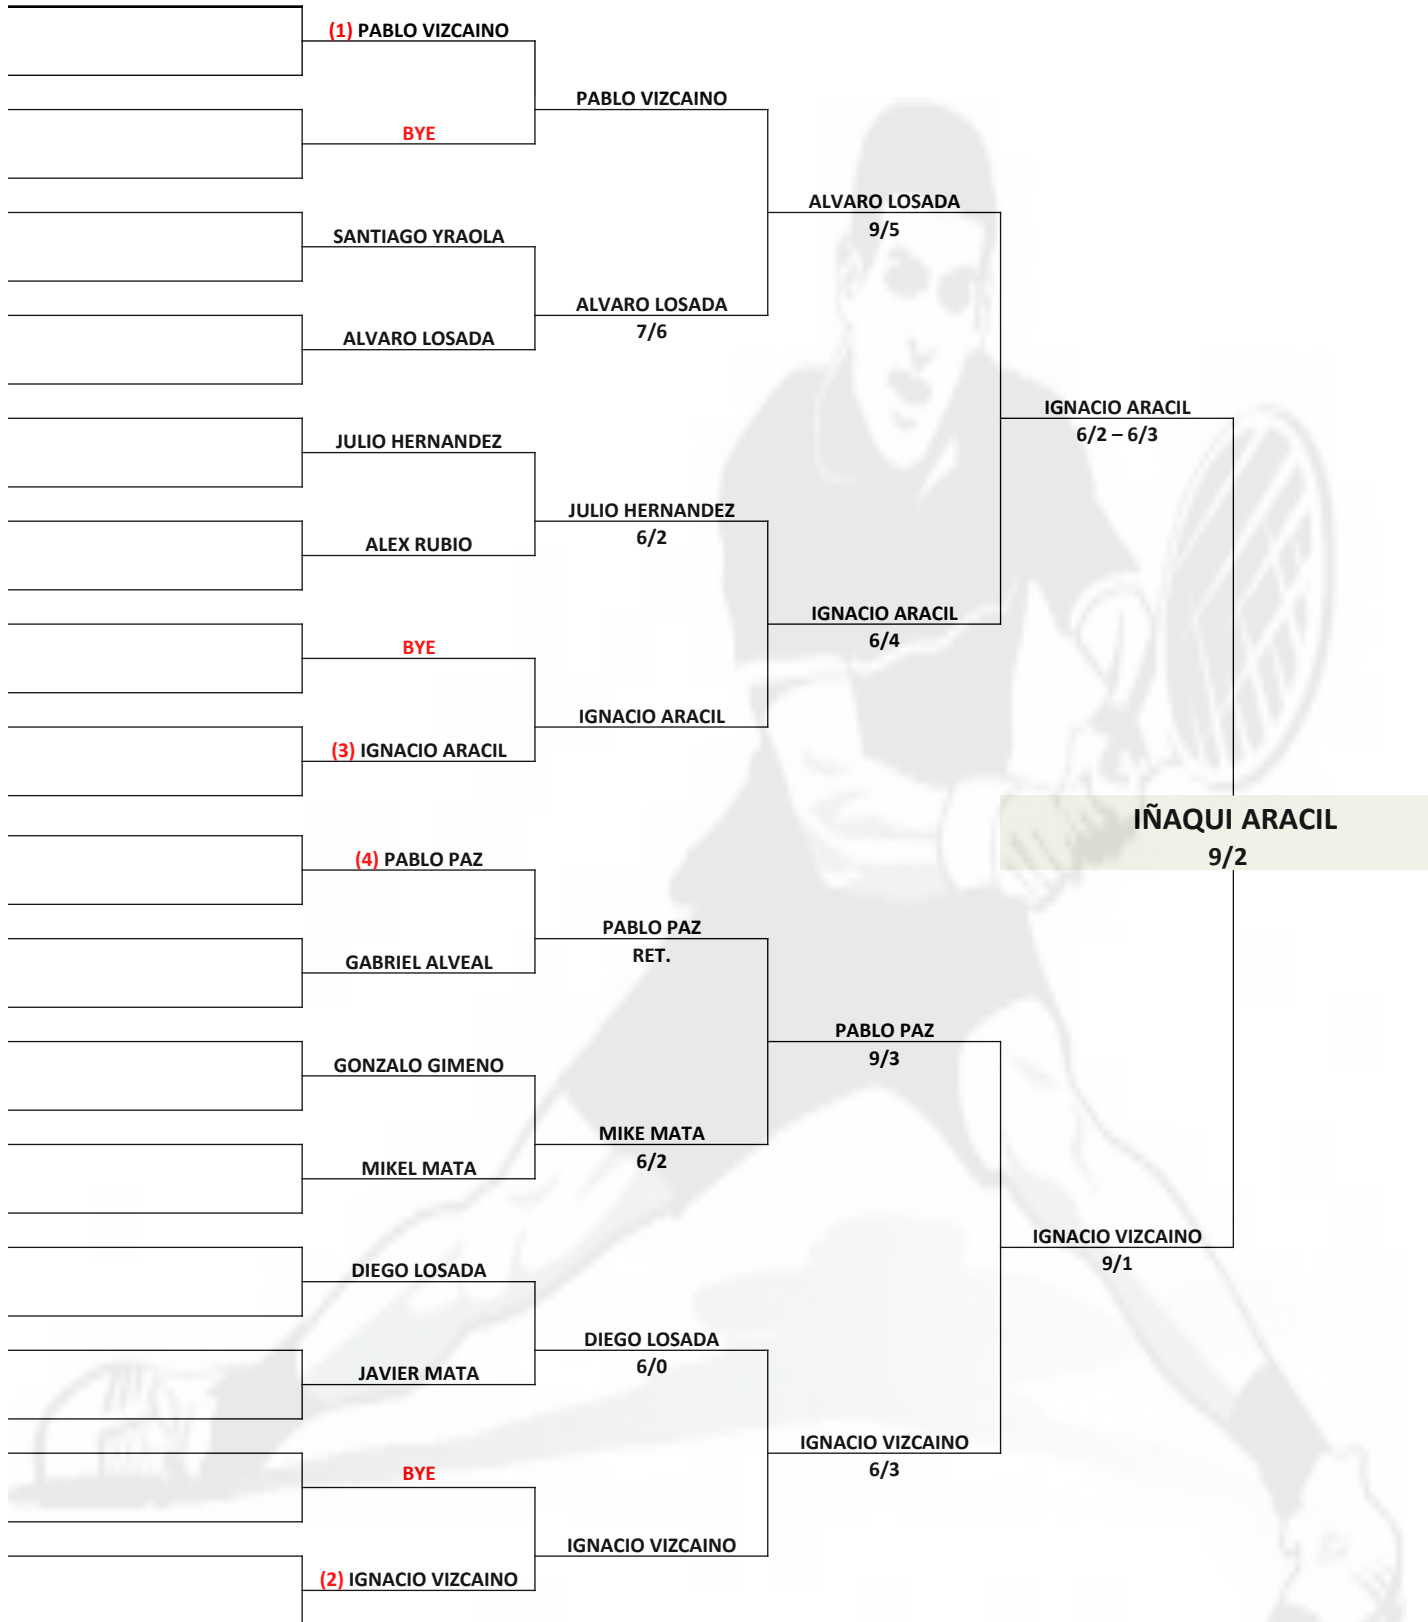 (1) PABLO VIZCAINO
PABLO VIZCAINO
BYE
ALVARO LOSADA
9/5
SANTIAGO YRAOLA
ALVARO LOSADA
7/6
ALVARO LOSADA
IGNACIO ARACIL
6/2 – 6/3
JULIO HERNANDEZ
JULIO HERNANDEZ
6/2
ALEX RUBIO
IGNACIO ARACIL
6/4
BYE
IGNACIO ARACIL
(3) IGNACIO ARACIL
IÑAQUI ARACIL
9/2
(4) PABLO PAZ
PABLO PAZ
RET.
GABRIEL ALVEAL
PABLO PAZ
9/3
GONZALO GIMENO
MIKE MATA
6/2
MIKEL MATA
IGNACIO VIZCAINO
9/1
DIEGO LOSADA
DIEGO LOSADA
6/0
JAVIER MATA
IGNACIO VIZCAINO
6/3
BYE
IGNACIO VIZCAINO
(2) IGNACIO VIZCAINO